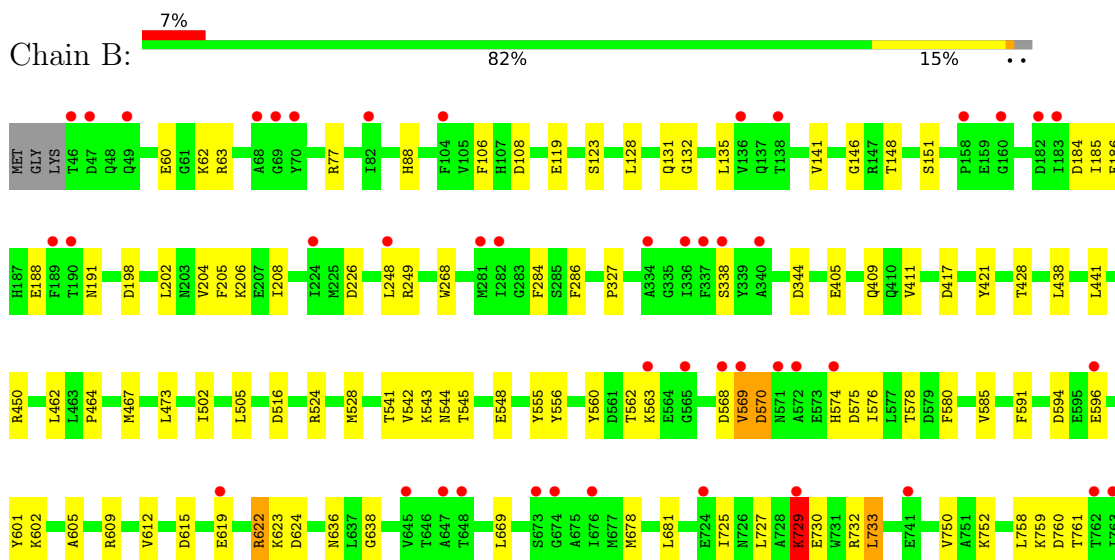 7%
Chain B:
82% 15% • •
MET GLY LYS T46 D47 Q48 Q49 E60 G61 K62 R63 A68 G69 Y70 R77 I82 H88 F104 V105 F106 H107 D108 E119 S123 L128 Q131 G132 L135 V136 Q137 T138 V141 G146 R147 T148 S151 P158 E159 G160 D182 I183 D184 I185 E186
H187 E188 F189 T190 N191 D198 L202 N203 V204 F205 K206 E207 I208 I224 M225 D226 L248 R249 W268 M281 I282 G283 F284 S285 F286 P327 A334 G335 I336 F337 S338 Y339 A340 D344 E405 Q409 Q410 V411 D417 Y421 T428 L438 L441
R450 L462 L463 P464 M467 L473 I502 L505 D516 R524 M528 T541 V542 K543 N544 T545 E548 Y555 Y556 Y560 D561 T562 K563 E564 G565 D568 V569 D570 N571 A572 E573 H574 D575 I576 L577 T578 D579 F580 V585 F591 D594 E595 E596
Y601 K602 A605 R609 V612 D615 E619 R622 K623 D624 N636 L637 G638 V645 T646 A647 T648 L669 S673 G674 A675 I676 M677 M678 L681 E724 I725 N726 L727 A728 K729 E730 W731 R732 L733 E741 V750 A751 K752 L758 K759 D760 T761 T762